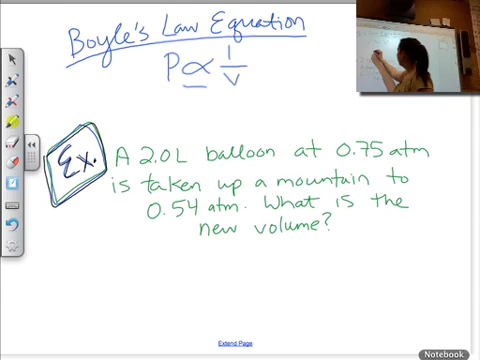 Boyle's Law Equation
P ∝ 1/V
Ex. A 2.0L balloon at 0.75 atm
is taken up a mountain to
0.54 atm. What is the
new volume?
Extend Page
Notebook